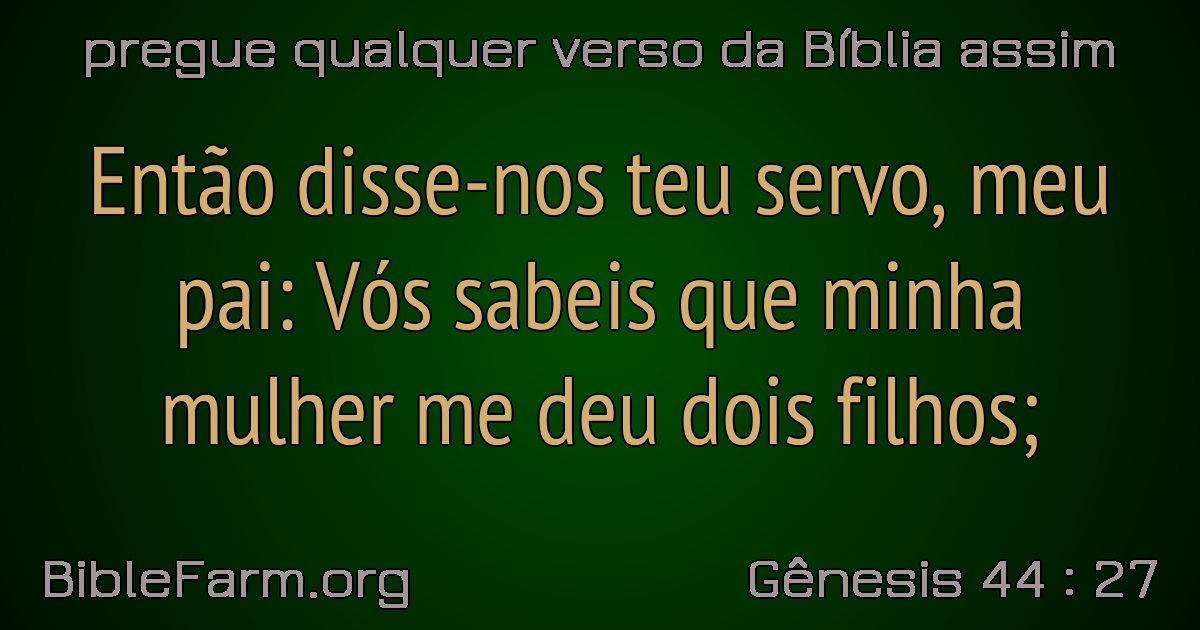 pregue qualquer verso da Bíblia assim
Então disse-nos teu servo, meu
pai: Vós sabeis que minha
mulher me deu dois filhos;
BibleFarm.org
Gênesis 44 : 27